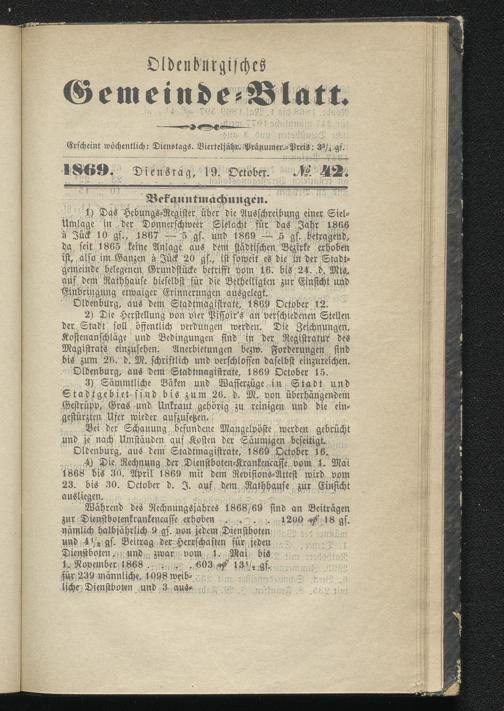 Oldenburgisches
Gemeinde-Blatt.
Erscheint wöchentlich: Dienstags. Vierteljähr. Pränumer.-Preis: 3¾ gs.
1869. Dienstag, 19. October. № 42.
Bekanntmachungen.
1) Das Hebungs-Register über die Ausschreibung einer Siel-
Umlage in der Donnerschweer Sielacht für das Jahr 1866
à Jück 10 gs., 1867 — 5 gs. und 1869 — 5 gs. betragend,
da seit 1865 keine Anlage aus dem städtischen Bezirke erhoben
ist, also im Ganzen à Jück 20 gs., ist soweit es die in der Stadt-
gemeinde belegenen Grundstücke betrifft vom 16. bis 24. d. Mts.
auf dem Rathhause hieselbst für die Betheiligten zur Einsicht und
Einbringung etwaiger Erinnerungen ausgelegt.
Oldenburg, aus dem Stadtmagistrate, 1869 October 12.
2) Die Herstellung von vier Pissoir's an verschiedenen Stellen
der Stadt soll öffentlich verdungen werden. Die Zeichnungen,
Kostenanschläge und Bedingungen sind in der Registratur des
Magistrats einzusehen. Anerbietungen bezw. Forderungen sind
bis zum 26. d. M. schriftlich und verschlossen daselbst einzureichen.
Oldenburg, aus dem Stadtmagistrate, 1869 October 15.
3) Sämmtliche Bäken und Wasserzüge in Stadt und
Stadtgebiet sind bis zum 26. d. M. von überhängendem
Gestrüpp, Gras und Unkraut gehörig zu reinigen und die ein-
gestürzten Ufer wieder aufzusetzen.
Bei der Schauung befundene Mangelpöste werden gebrücht
und je nach Umständen auf Kosten der Säumigen beseitigt.
Oldenburg, aus dem Stadtmagistrate, 1869 October 16.
4) Die Rechnung der Dienstboten-Krankencasse vom 1. Mai
1868 bis 30. April 1869 mit dem Revisions-Attest wird vom
23. bis 30. October d. J. auf dem Rathhause zur Einsicht
ausliegen.
Während des Rechnungsjahres 1868/69 sind an Beiträgen
zur Dienstbotenkrankencasse erhoben . . 1200 ₰ 18 gs.
nämlich halbjährlich 9 gs. von jedem Dienstboten
und 4½ gs. Beitrag der Herrschaften für jeden
Dienstboten, und zwar vom 1. Mai bis
1. November 1868 . . . 603 ₰ 13½ gs.
für 239 männliche, 1098 weib-
liche Dienstboten und 3 aus-